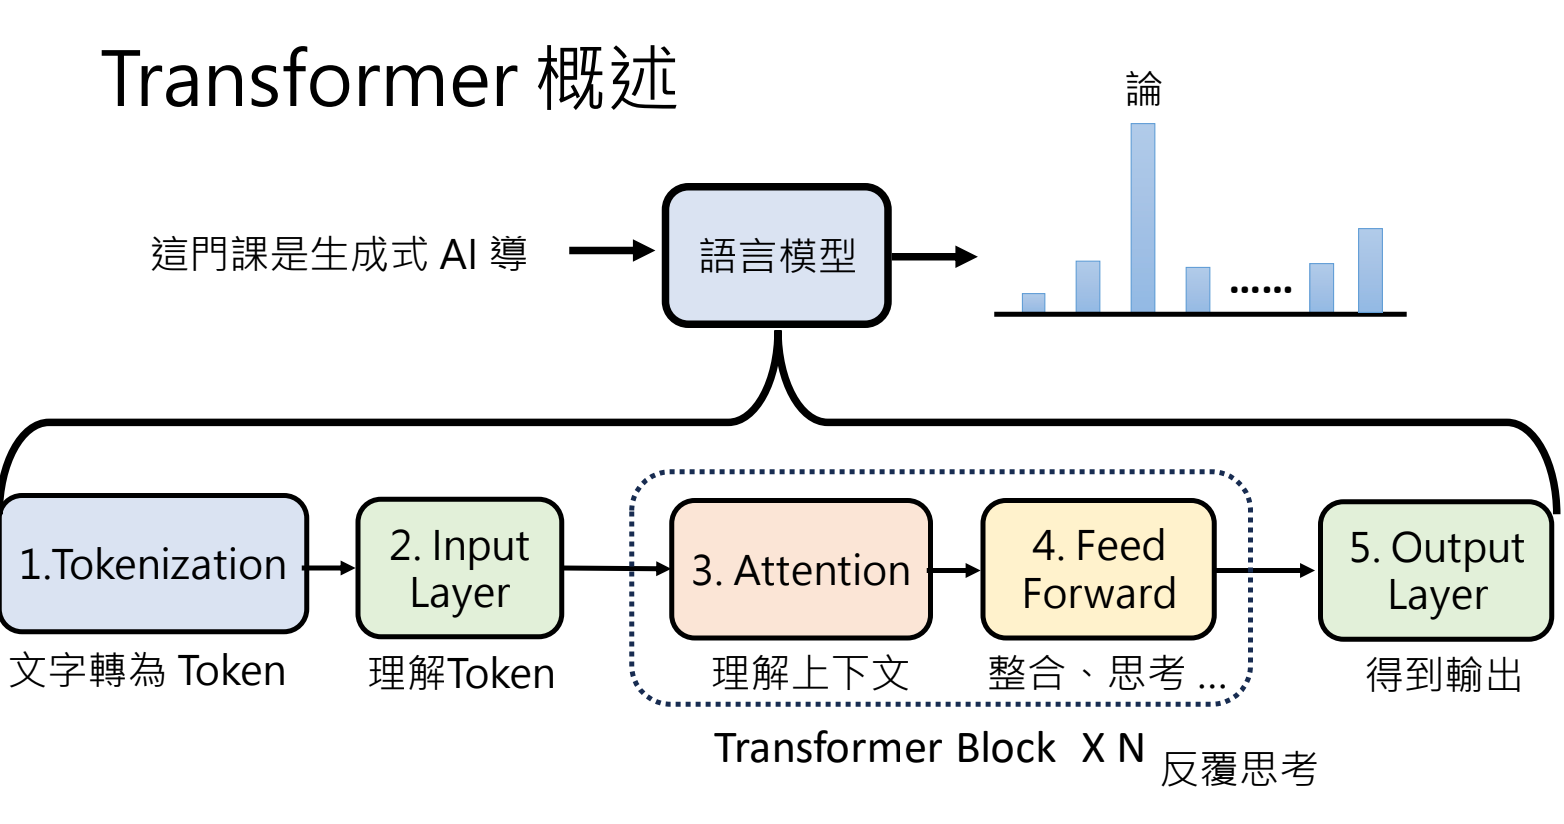 Transformer 概述
論
這門課是生成式 AI 導
語言模型
……
1.Tokenization
2. Input
Layer
3. Attention
4. Feed
Forward
5. Output
Layer
文字轉為 Token
理解Token
理解上下文
整合、思考 ...
得到輸出
Transformer Block X N
反覆思考